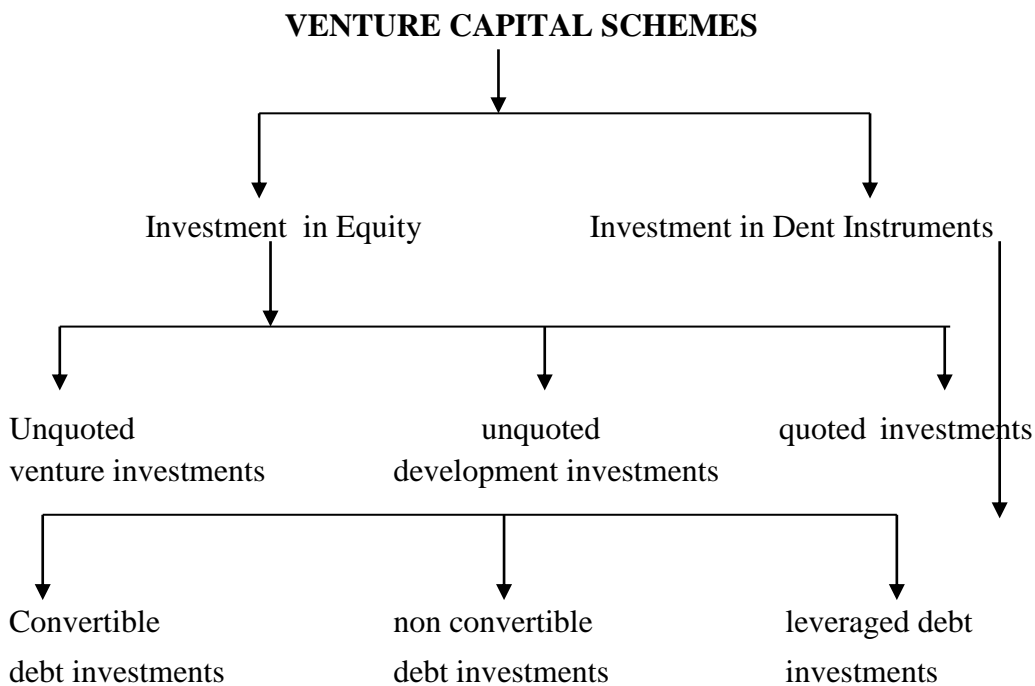 VENTURE CAPITAL SCHEMES
Investment in Equity
Investment in Dent Instruments
Unquoted
venture investments
unquoted
development investments
quoted investments
Convertible
debt investments
non convertible
debt investments
leveraged debt
investments